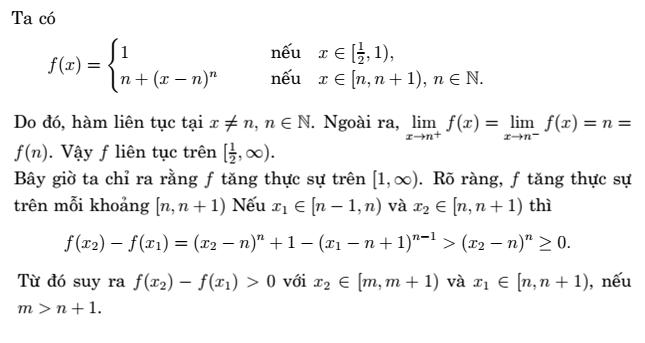 Ta có
f(x) = { 1 nếu x ∈ [1/2, 1),
n + (x − n)ⁿ nếu x ∈ [n, n + 1), n ∈ ℕ.
Do đó, hàm liên tục tại x ≠ n, n ∈ ℕ. Ngoài ra, lim_{x→n⁺} f(x) = lim_{x→n⁻} f(x) = n =
f(n). Vậy f liên tục trên [1/2, ∞).
Bây giờ ta chỉ ra rằng f tăng thực sự trên [1, ∞). Rõ ràng, f tăng thực sự
trên mỗi khoảng [n, n + 1) Nếu x₁ ∈ [n − 1, n) và x₂ ∈ [n, n + 1) thì
f(x₂) − f(x₁) = (x₂ − n)ⁿ + 1 − (x₁ − n + 1)ⁿ⁻¹ > (x₂ − n)ⁿ ≥ 0.
Từ đó suy ra f(x₂) − f(x₁) > 0 với x₂ ∈ [m, m + 1) và x₁ ∈ [n, n + 1), nếu
m > n + 1.